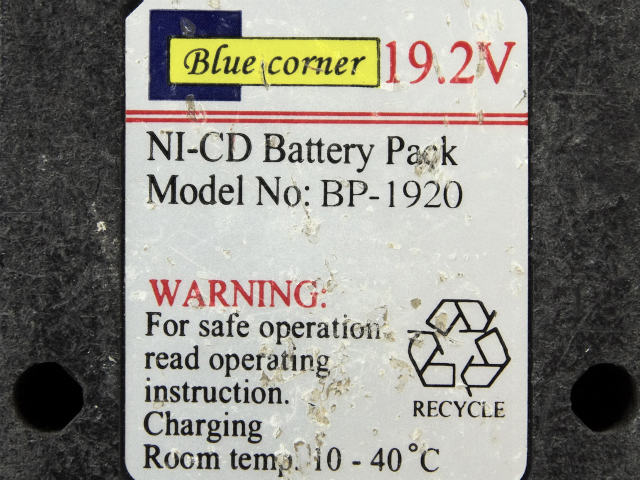 Blue corner 19.2V
NI-CD Battery Pack
Model No: BP-1920
WARNING:
For safe operation
read operating
instruction.
Charging
Room temp. 10 - 40°C
RECYCLE